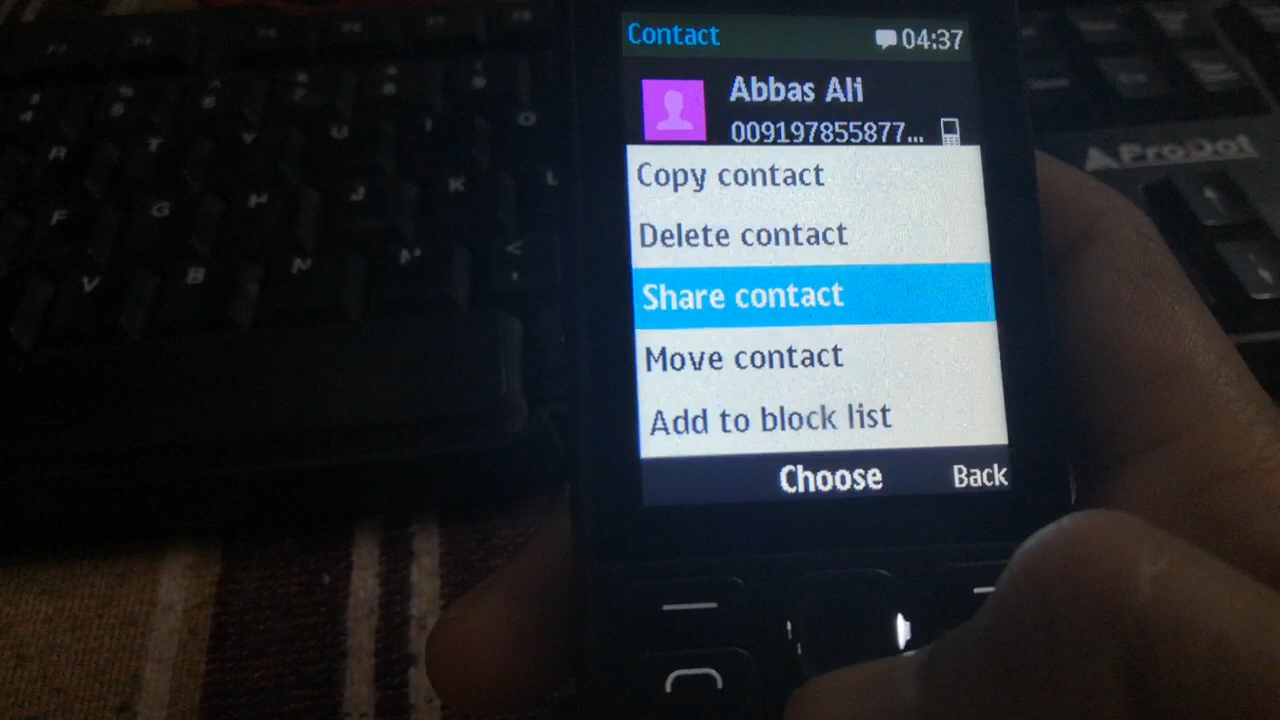 Contact 04:37
Abbas Ali
009197855877...
Copy contact
Delete contact
Share contact
Move contact
Add to block list
Choose Back
ProDot
R T Y U I O
F G H J K L
V B N M <
,